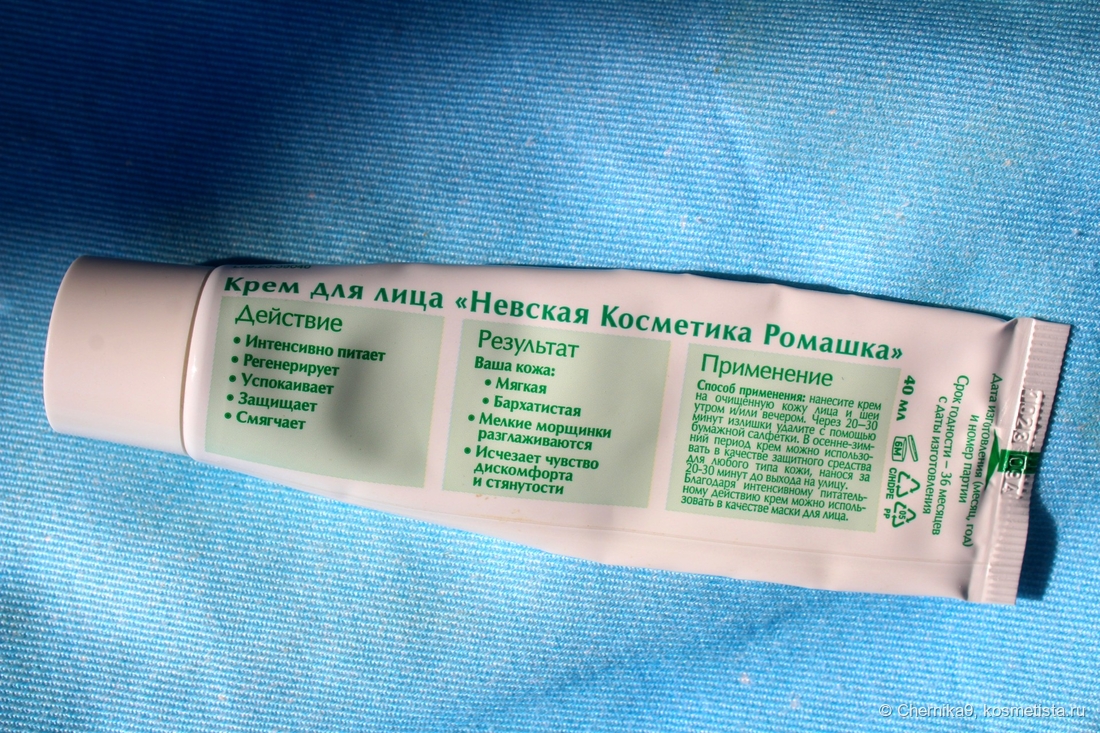 Крем для лица «Невская Косметика Ромашка»
Действие
• Интенсивно питает
• Регенерирует
• Успокаивает
• Защищает
• Смягчает
Результат
Ваша кожа:
• Мягкая
• Бархатистая
• Мелкие морщинки
разглаживаются
• Исчезает чувство
дискомфорта
и стянутости
Применение
Способ применения: нанесите крем
на очищенную кожу лица и шеи
утром и/или вечером. Через 20–30
минут излишки удалите с помощью
бумажной салфетки. В осенне-зим-
ний период крем можно использо-
вать в качестве защитного средства
для любого типа кожи, нанося за
20-30 минут до выхода на улицу.
Благодаря интенсивному питатель-
ному действию крем можно исполь-
зовать в качестве маски для лица.
40 мл
6M
C/HDPE PP
05
Срок годности – 36 месяцев
с даты изготовления
Дата изготовления (месяц, год)
и номер партии
© Chernika9, kosmetista.ru